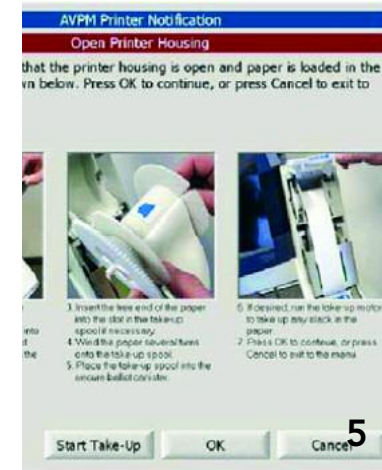 AVPM Printer Notification
Open Printer Housing
that the printer housing is open and paper is loaded in the
vn below. Press OK to continue, or press Cancel to exit to
3. Insert the free end of the paper
into the slot in the take-up
spool if necessary.
4. Wind the paper several turns
onto the take-up spool.
5. Place the take-up spool into the
secure ballot canister.
into
the
6. If desired, run the take-up motor
to take up any slack in the
paper.
7. Press OK to continue, or press
Cancel to exit to the menu.
Start Take-Up
OK
Cancel
5